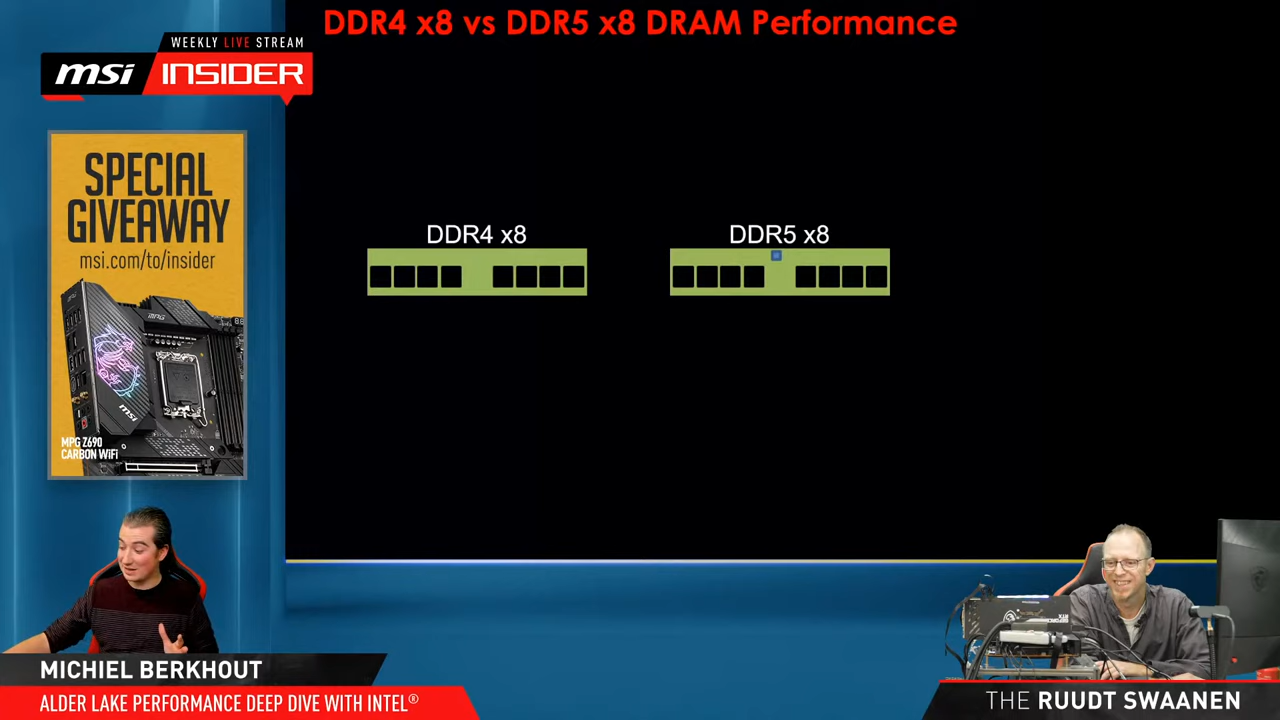 DDR4 x8 vs DDR5 x8 DRAM Performance
WEEKLY LIVE STREAM
msi INSIDER
SPECIAL
GIVEAWAY
msi.com/to/insider
DDR4 x8
DDR5 x8
MPG
msi
MPG Z690
CARBON WiFi
MICHIEL BERKHOUT
ALDER LAKE PERFORMANCE DEEP DIVE WITH INTEL®
THE RUUDT SWAANEN